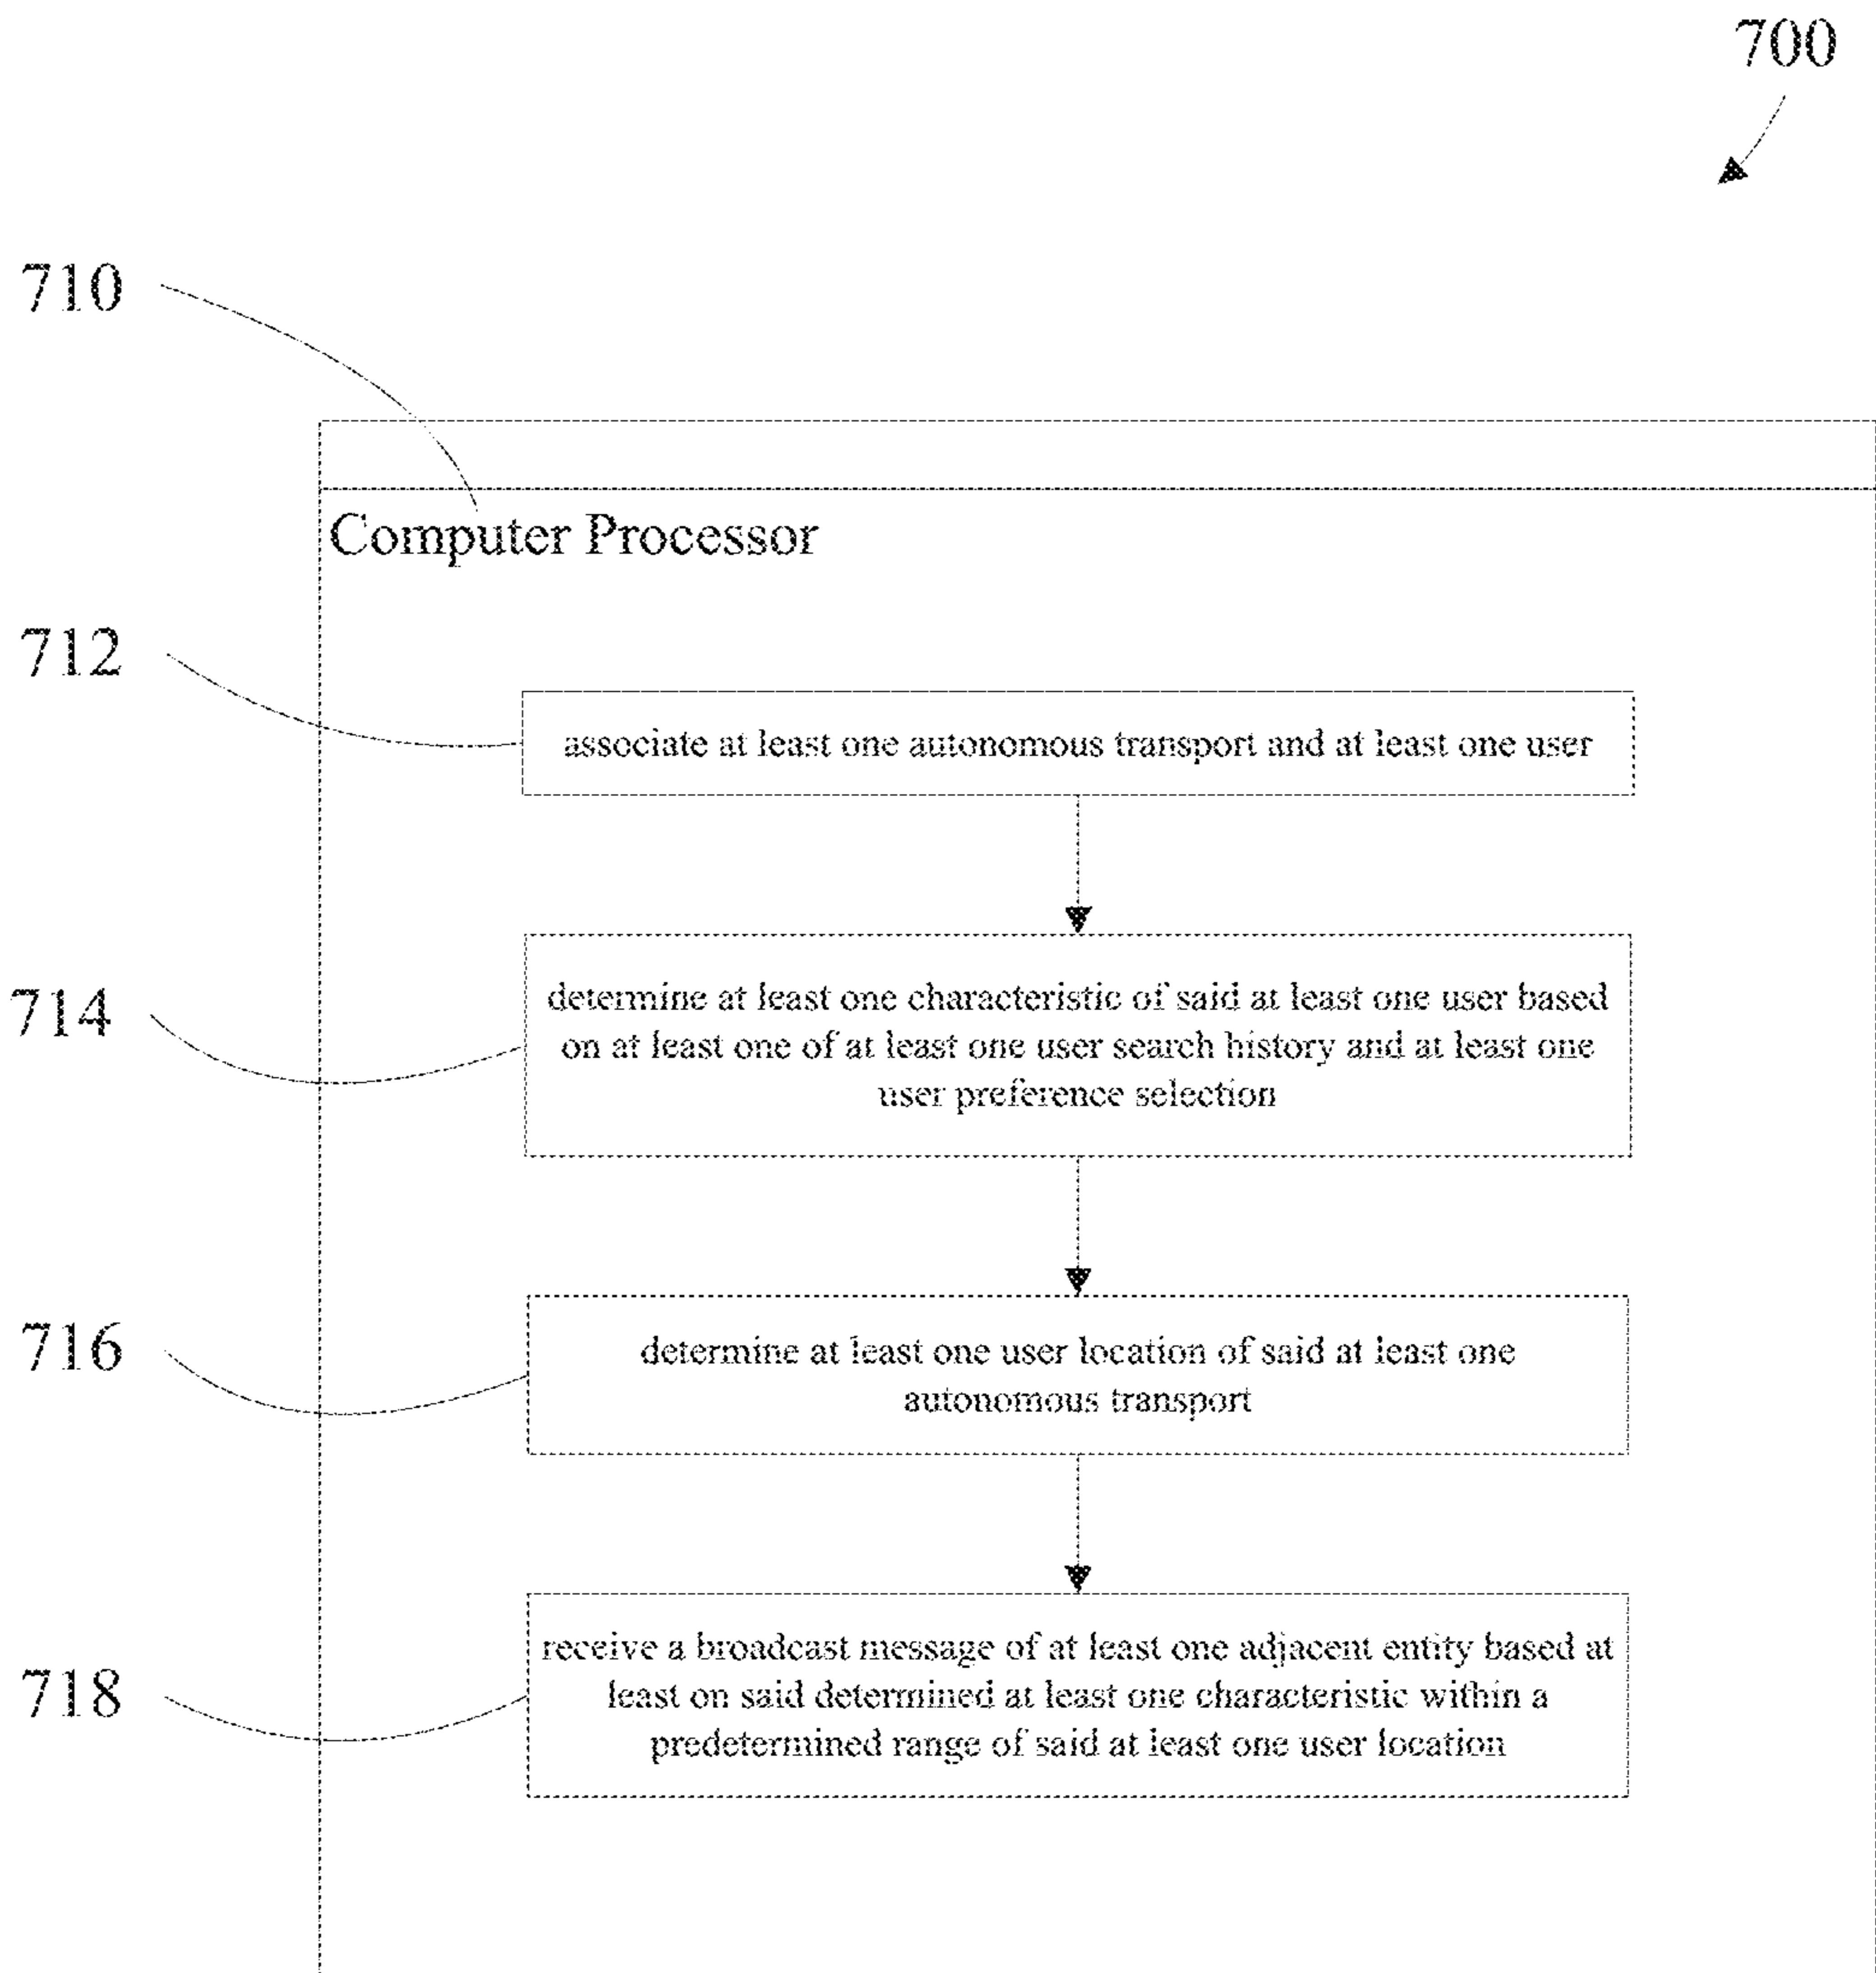 700
710
Computer Processor
712
associate at least one autonomous transport and at least one user
714
determine at least one characteristic of said at least one user based
on at least one of at least one user search history and at least one
user preference selection
716
determine at least one user location of said at least one
autonomous transport
718
receive a broadcast message of at least one adjacent entity based at
least on said determined at least one characteristic within a
predetermined range of said at least one user location